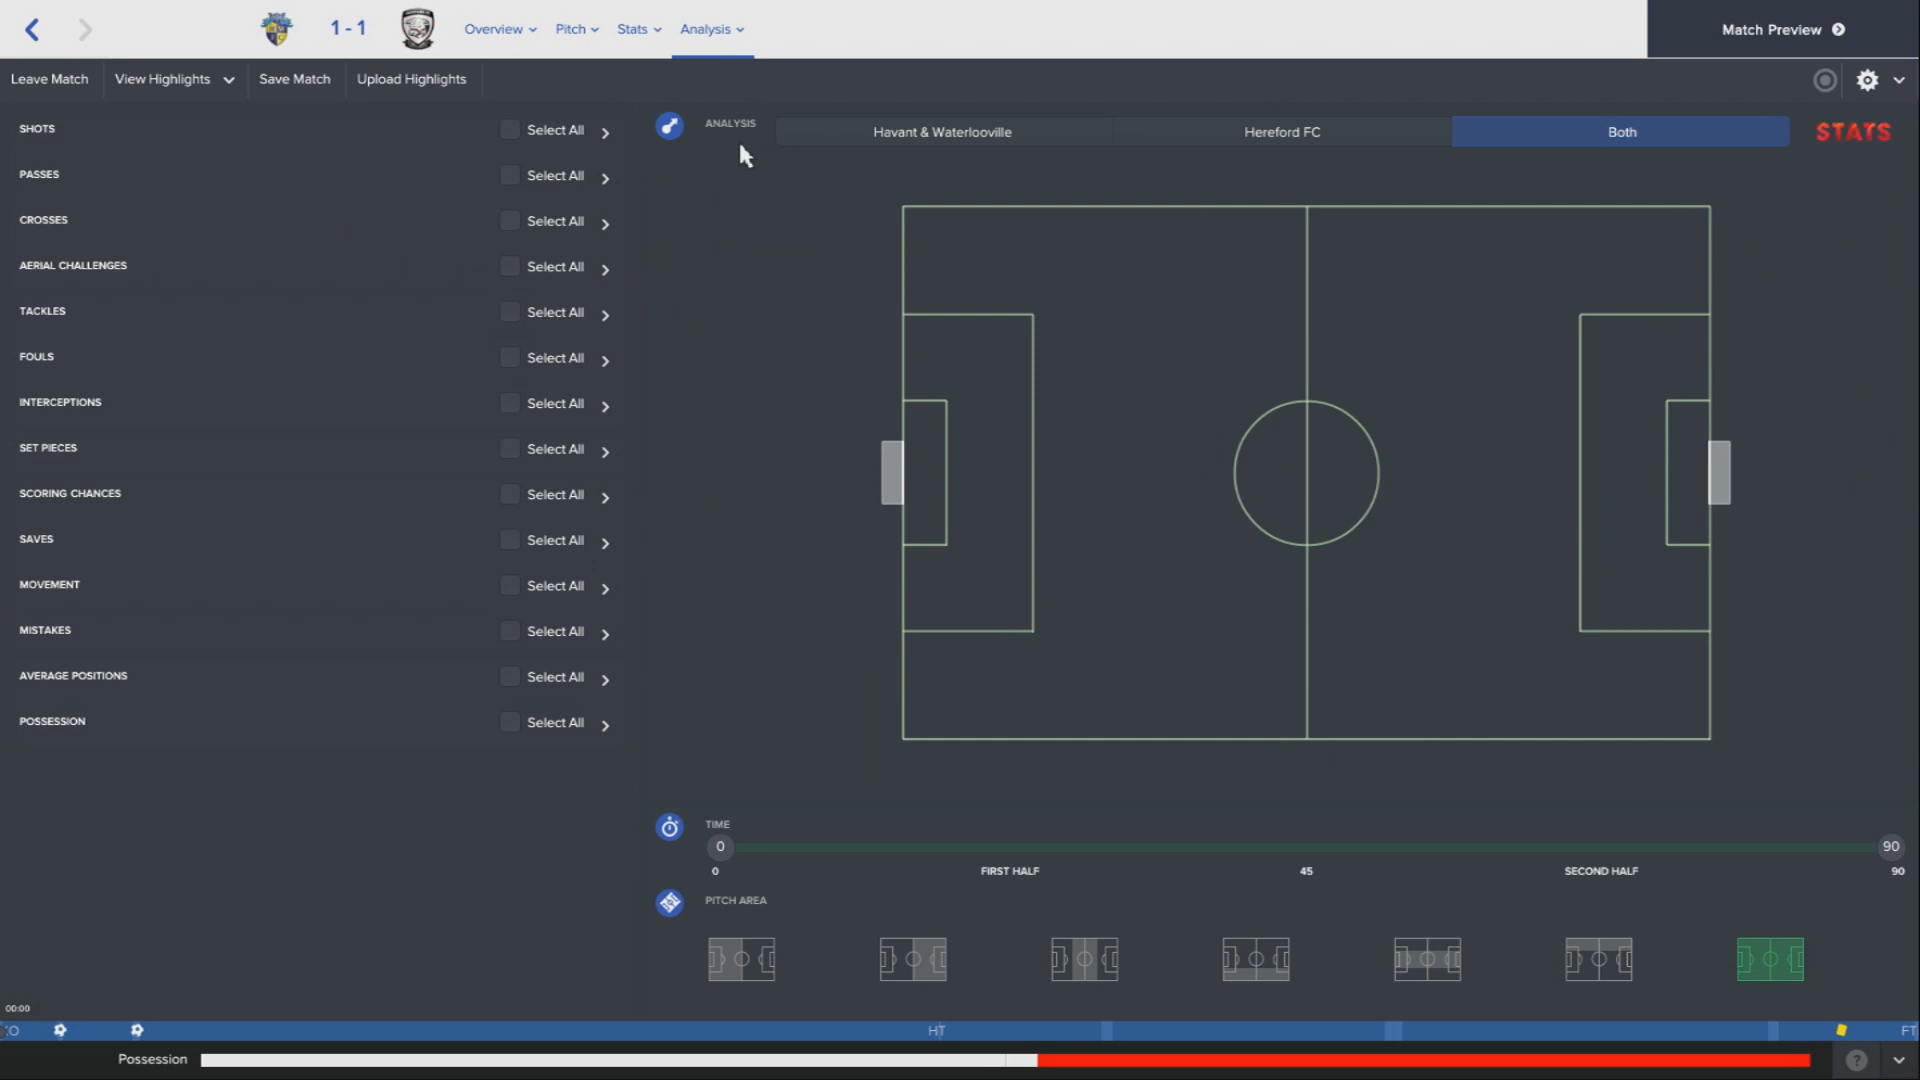 1 - 1
Overview
Pitch
Stats
Analysis
Match Preview
Leave Match
View Highlights
Save Match
Upload Highlights
SHOTS
Select All
PASSES
Select All
CROSSES
Select All
AERIAL CHALLENGES
Select All
TACKLES
Select All
FOULS
Select All
INTERCEPTIONS
Select All
SET PIECES
Select All
SCORING CHANCES
Select All
SAVES
Select All
MOVEMENT
Select All
MISTAKES
Select All
AVERAGE POSITIONS
Select All
POSSESSION
Select All
ANALYSIS
Havant & Waterlooville
Hereford FC
Both
STATS
TIME
0
90
0
FIRST HALF
45
SECOND HALF
90
PITCH AREA
00:00
HT
FT
Possession
?